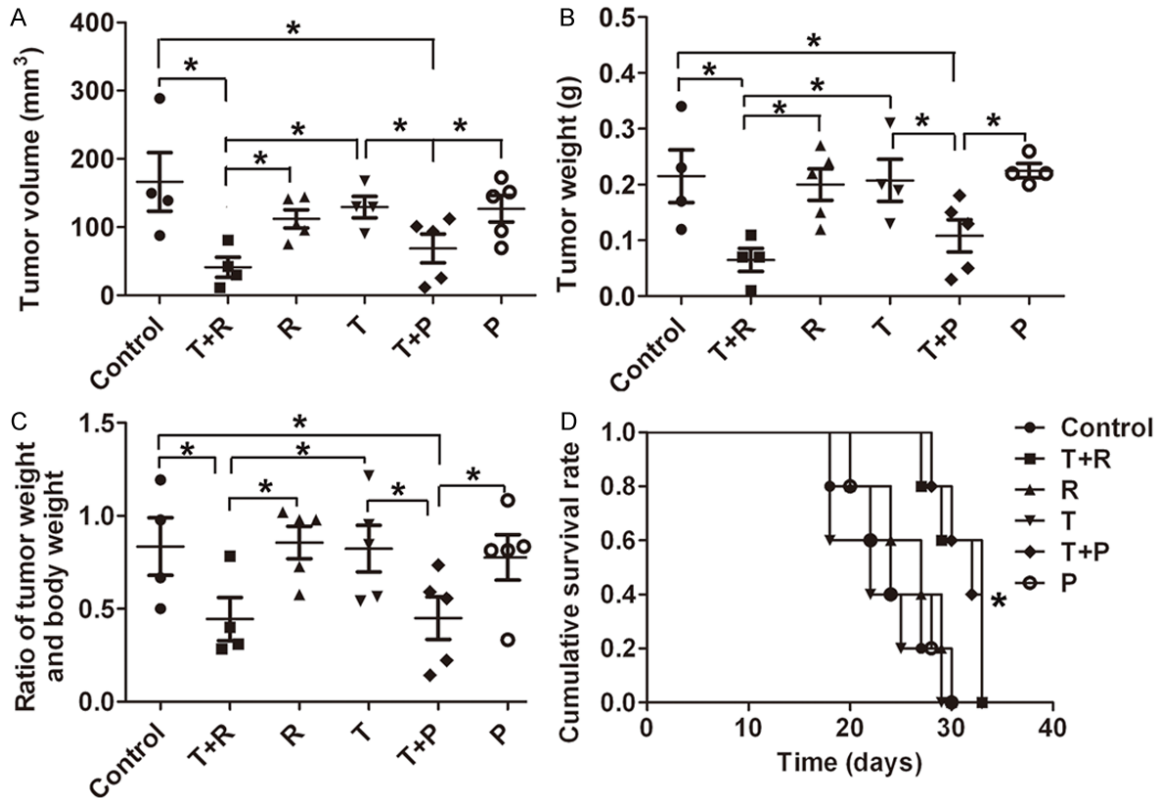 A
Tumor volume (mm3)
400
300
200
100
0
*
*
*
*
*
*
Control
T+R
R
T
T+P
P
B
Tumor weight (g)
0.5
0.4
0.3
0.2
0.1
0.0
*
*
*
*
*
*
Control
T+R
R
T
T+P
P
C
Ratio of tumor weight
and body weight
1.5
1.0
0.5
0.0
*
*
*
*
*
*
Control
T+R
R
T
T+P
P
D
Cumulative survival rate
1.0
0.8
0.6
0.4
0.2
0.0
*
0
10
20
30
40
Time (days)
Control
T+R
R
T
T+P
P